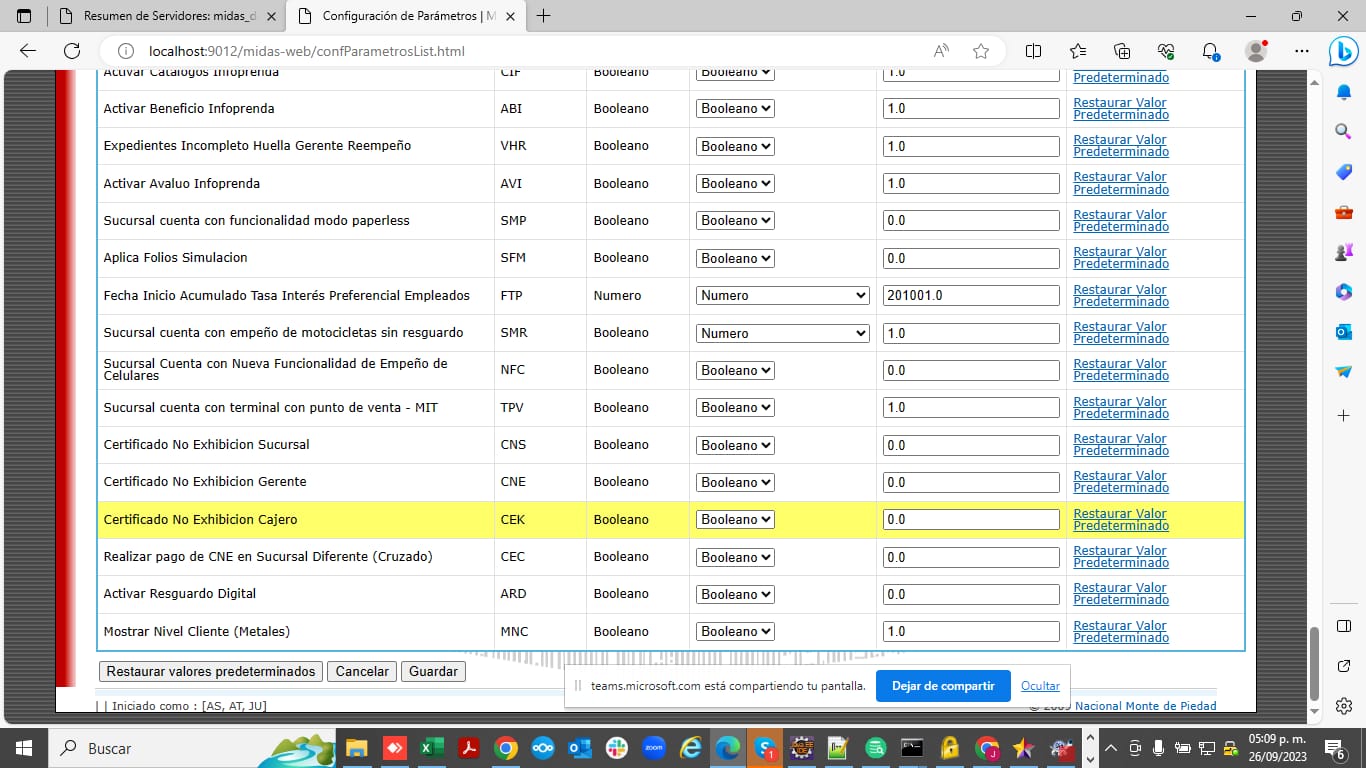 Resumen de Servidores: midas_d
Configuración de Parámetros | M
localhost:9012/midas-web/confParametrosList.html
Activar Catalogos Infoprenda CIF Booleano Booleano 1.0 Predeterminado
Activar Beneficio Infoprenda ABI Booleano Booleano 1.0 Restaurar Valor
Predeterminado
Expedientes Incompleto Huella Gerente Reempeño VHR Booleano Booleano 1.0 Restaurar Valor
Predeterminado
Activar Avaluo Infoprenda AVI Booleano Booleano 1.0 Restaurar Valor
Predeterminado
Sucursal cuenta con funcionalidad modo paperless SMP Booleano Booleano 0.0 Restaurar Valor
Predeterminado
Aplica Folios Simulacion SFM Booleano Booleano 0.0 Restaurar Valor
Predeterminado
Fecha Inicio Acumulado Tasa Interés Preferencial Empleados FTP Numero Numero 201001.0 Restaurar Valor
Predeterminado
Sucursal cuenta con empeño de motocicletas sin resguardo SMR Booleano Numero 1.0 Restaurar Valor
Predeterminado
Sucursal Cuenta con Nueva Funcionalidad de Empeño de
Celulares NFC Booleano Booleano 0.0 Restaurar Valor
Predeterminado
Sucursal cuenta con terminal con punto de venta - MIT TPV Booleano Booleano 1.0 Restaurar Valor
Predeterminado
Certificado No Exhibicion Sucursal CNS Booleano Booleano 0.0 Restaurar Valor
Predeterminado
Certificado No Exhibicion Gerente CNE Booleano Booleano 0.0 Restaurar Valor
Predeterminado
Certificado No Exhibicion Cajero CEK Booleano Booleano 0.0 Restaurar Valor
Predeterminado
Realizar pago de CNE en Sucursal Diferente (Cruzado) CEC Booleano Booleano 0.0 Restaurar Valor
Predeterminado
Activar Resguardo Digital ARD Booleano Booleano 0.0 Restaurar Valor
Predeterminado
Mostrar Nivel Cliente (Metales) MNC Booleano Booleano 1.0 Restaurar Valor
Predeterminado
Restaurar valores predeterminados Cancelar Guardar
teams.microsoft.com está compartiendo tu pantalla. Dejar de compartir Ocultar
| | Iniciado como : [AS, AT, JU]
Nacional Monte de Piedad
Buscar
zoom
05:09 p. m.
26/09/2023
6